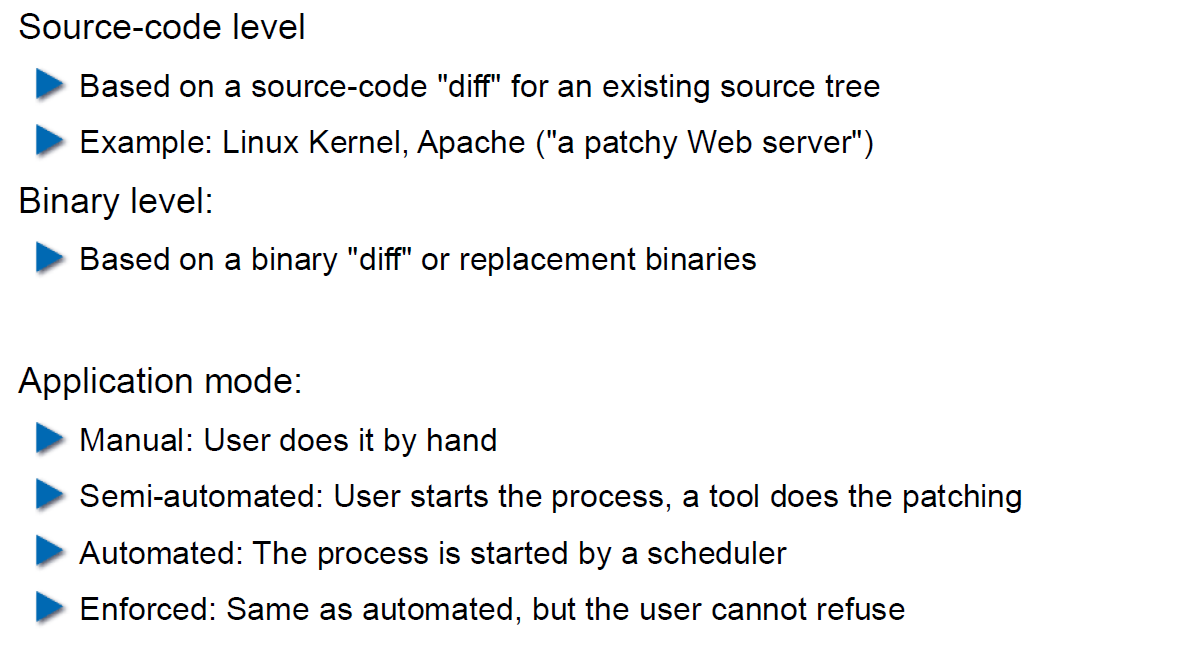 Source-code level
Based on a source-code "diff" for an existing source tree
Example: Linux Kernel, Apache ("a patchy Web server")
Binary level:
Based on a binary "diff" or replacement binaries
Application mode:
Manual: User does it by hand
Semi-automated: User starts the process, a tool does the patching
Automated: The process is started by a scheduler
Enforced: Same as automated, but the user cannot refuse